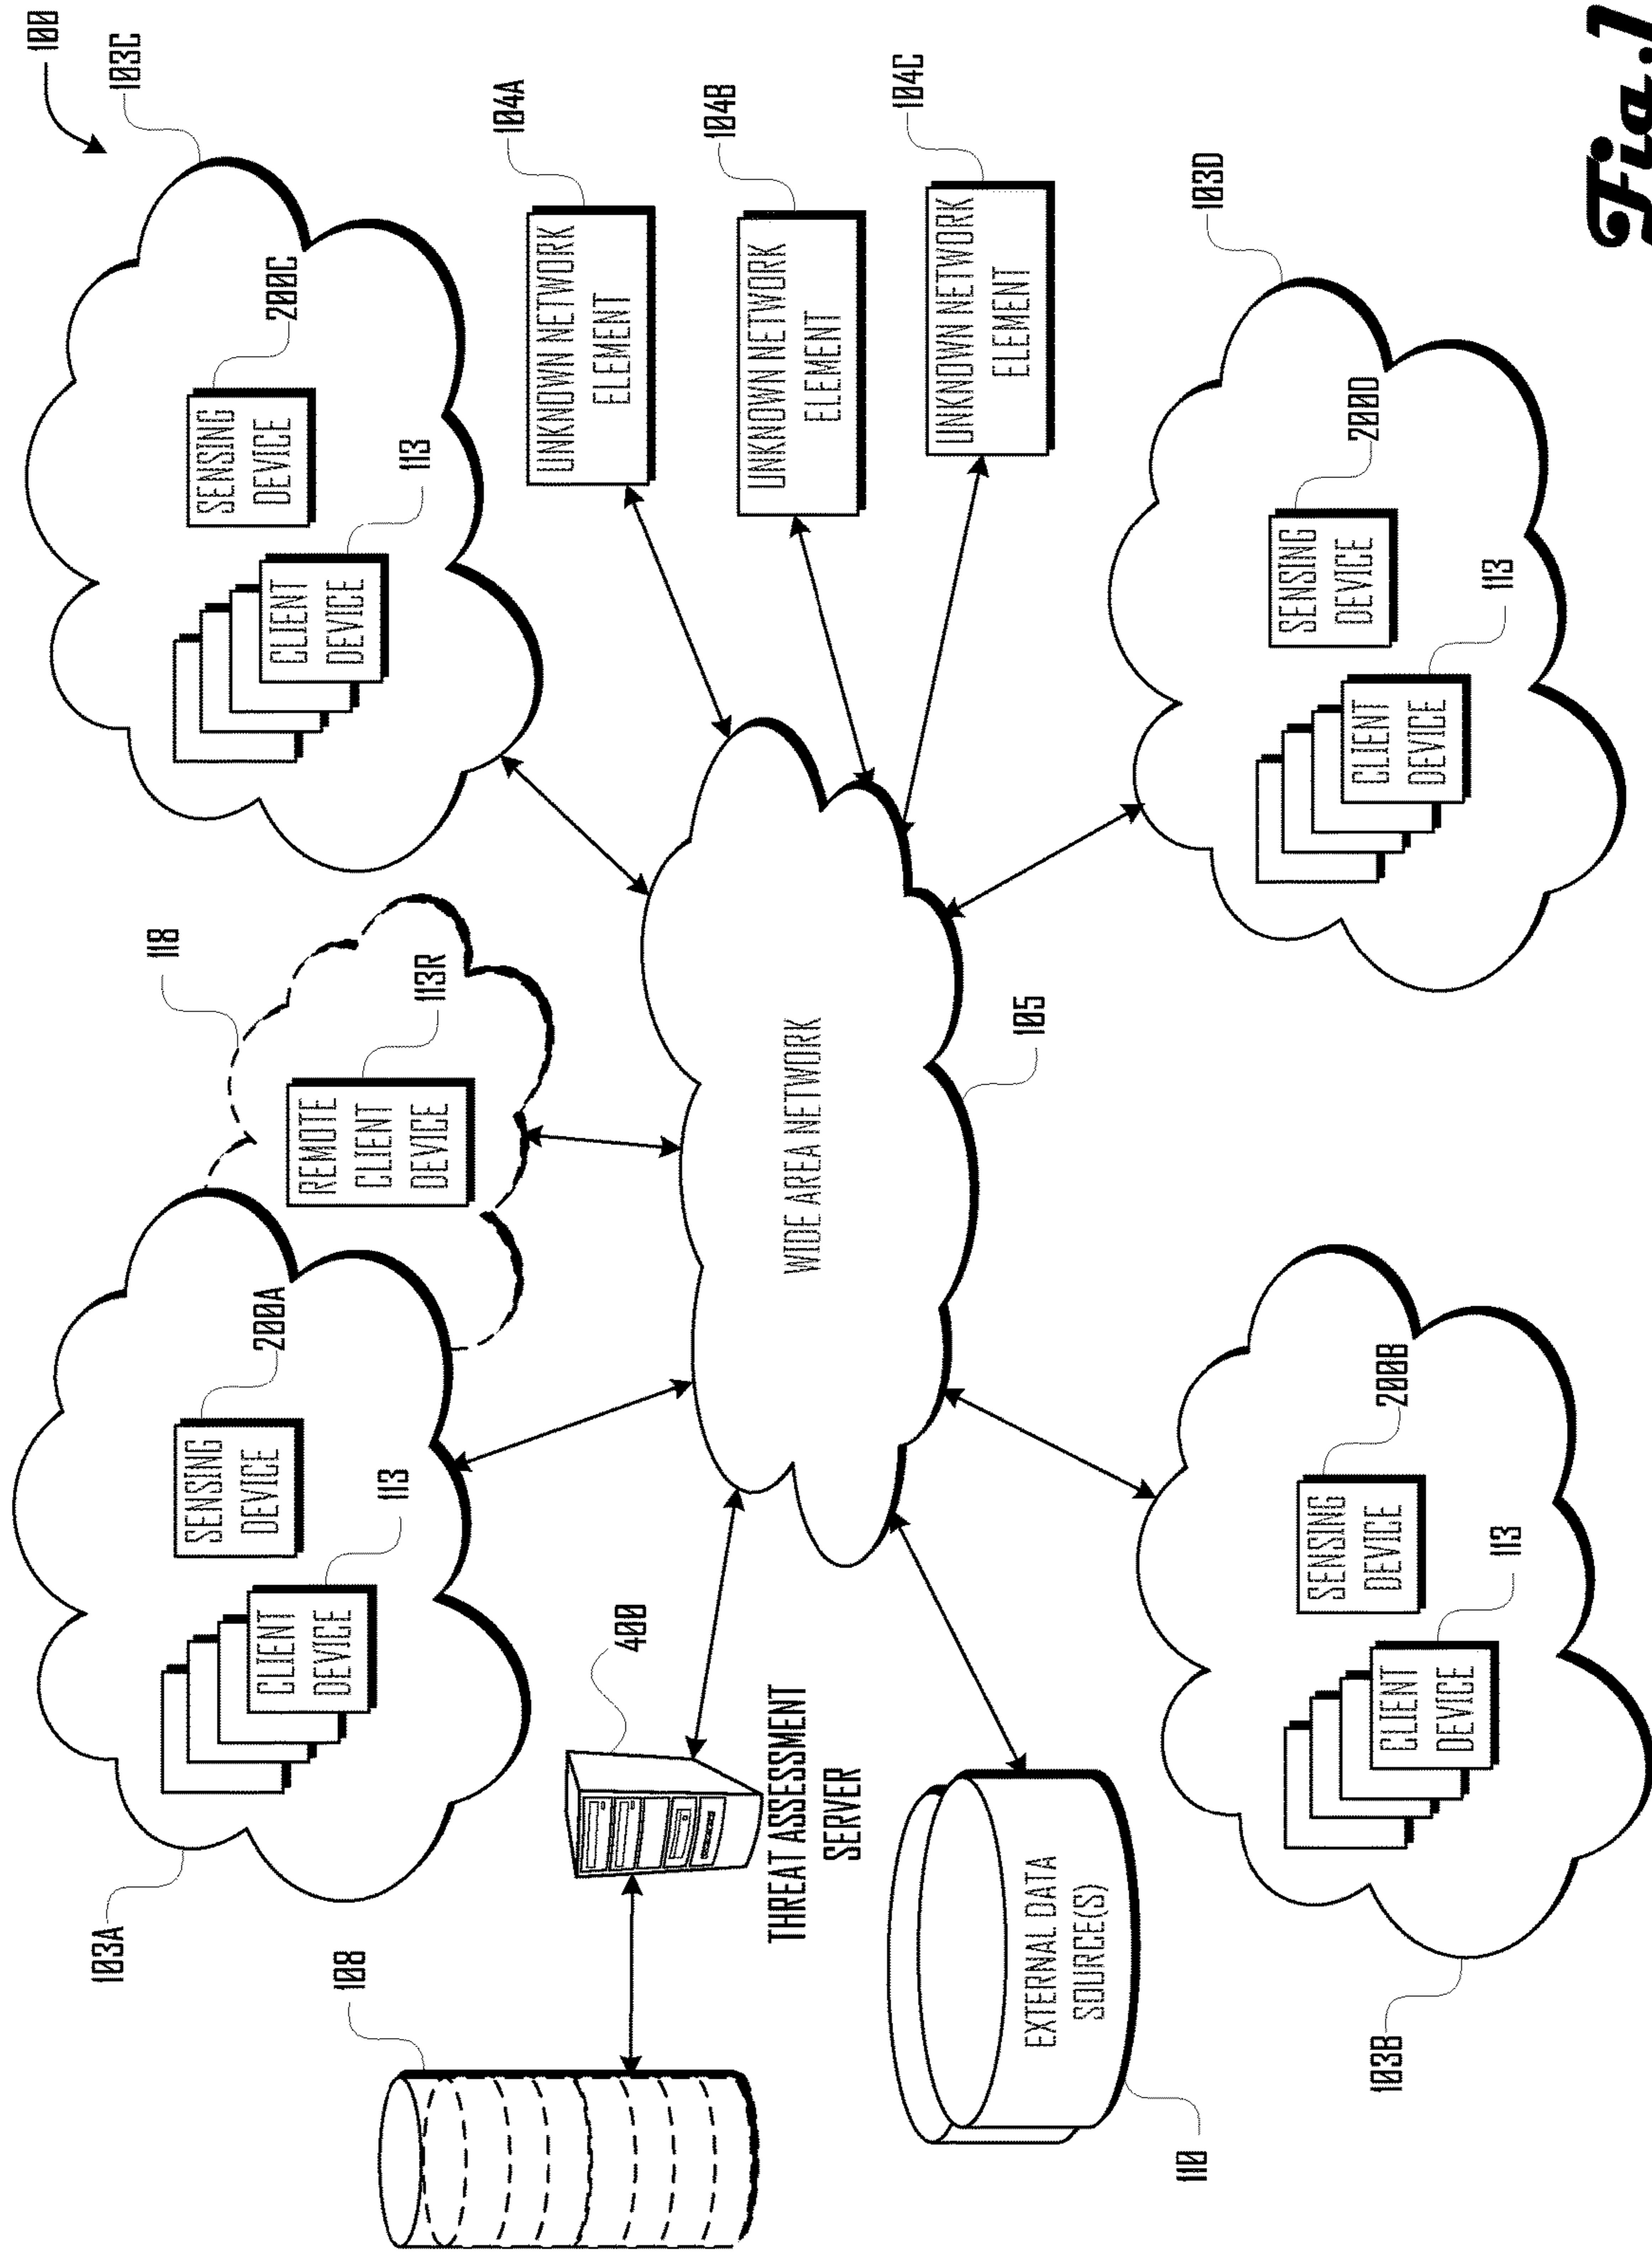 100
103A
200A
SENSING
DEVICE
113
CLIENT
DEVICE
118
REMOTE
CLIENT
DEVICE
113R
103C
200C
SENSING
DEVICE
113
CLIENT
DEVICE
108
400
THREAT ASSESSMENT
SERVER
WIDE AREA NETWORK
105
104A
UNKNOWN NETWORK
ELEMENT
104B
UNKNOWN NETWORK
ELEMENT
104C
UNKNOWN NETWORK
ELEMENT
EXTERNAL DATA
SOURCE(S)
110
103B
200B
SENSING
DEVICE
113
CLIENT
DEVICE
103D
200D
SENSING
DEVICE
113
CLIENT
DEVICE
Fig.1